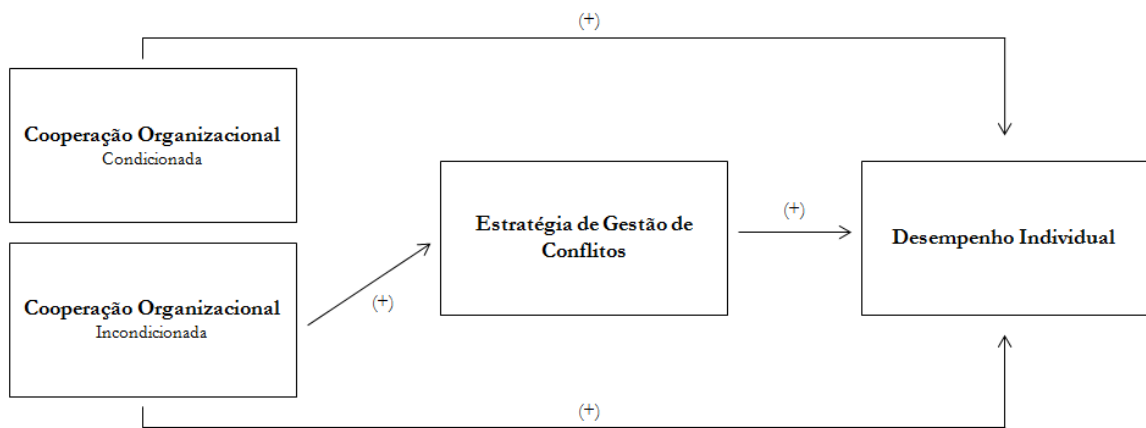 (+)
Cooperação Organizacional
Condicionada
Estratégia de Gestão de
Conflitos
(+)
Desempenho Individual
Cooperação Organizacional
Incondicionada
(+)
(+)